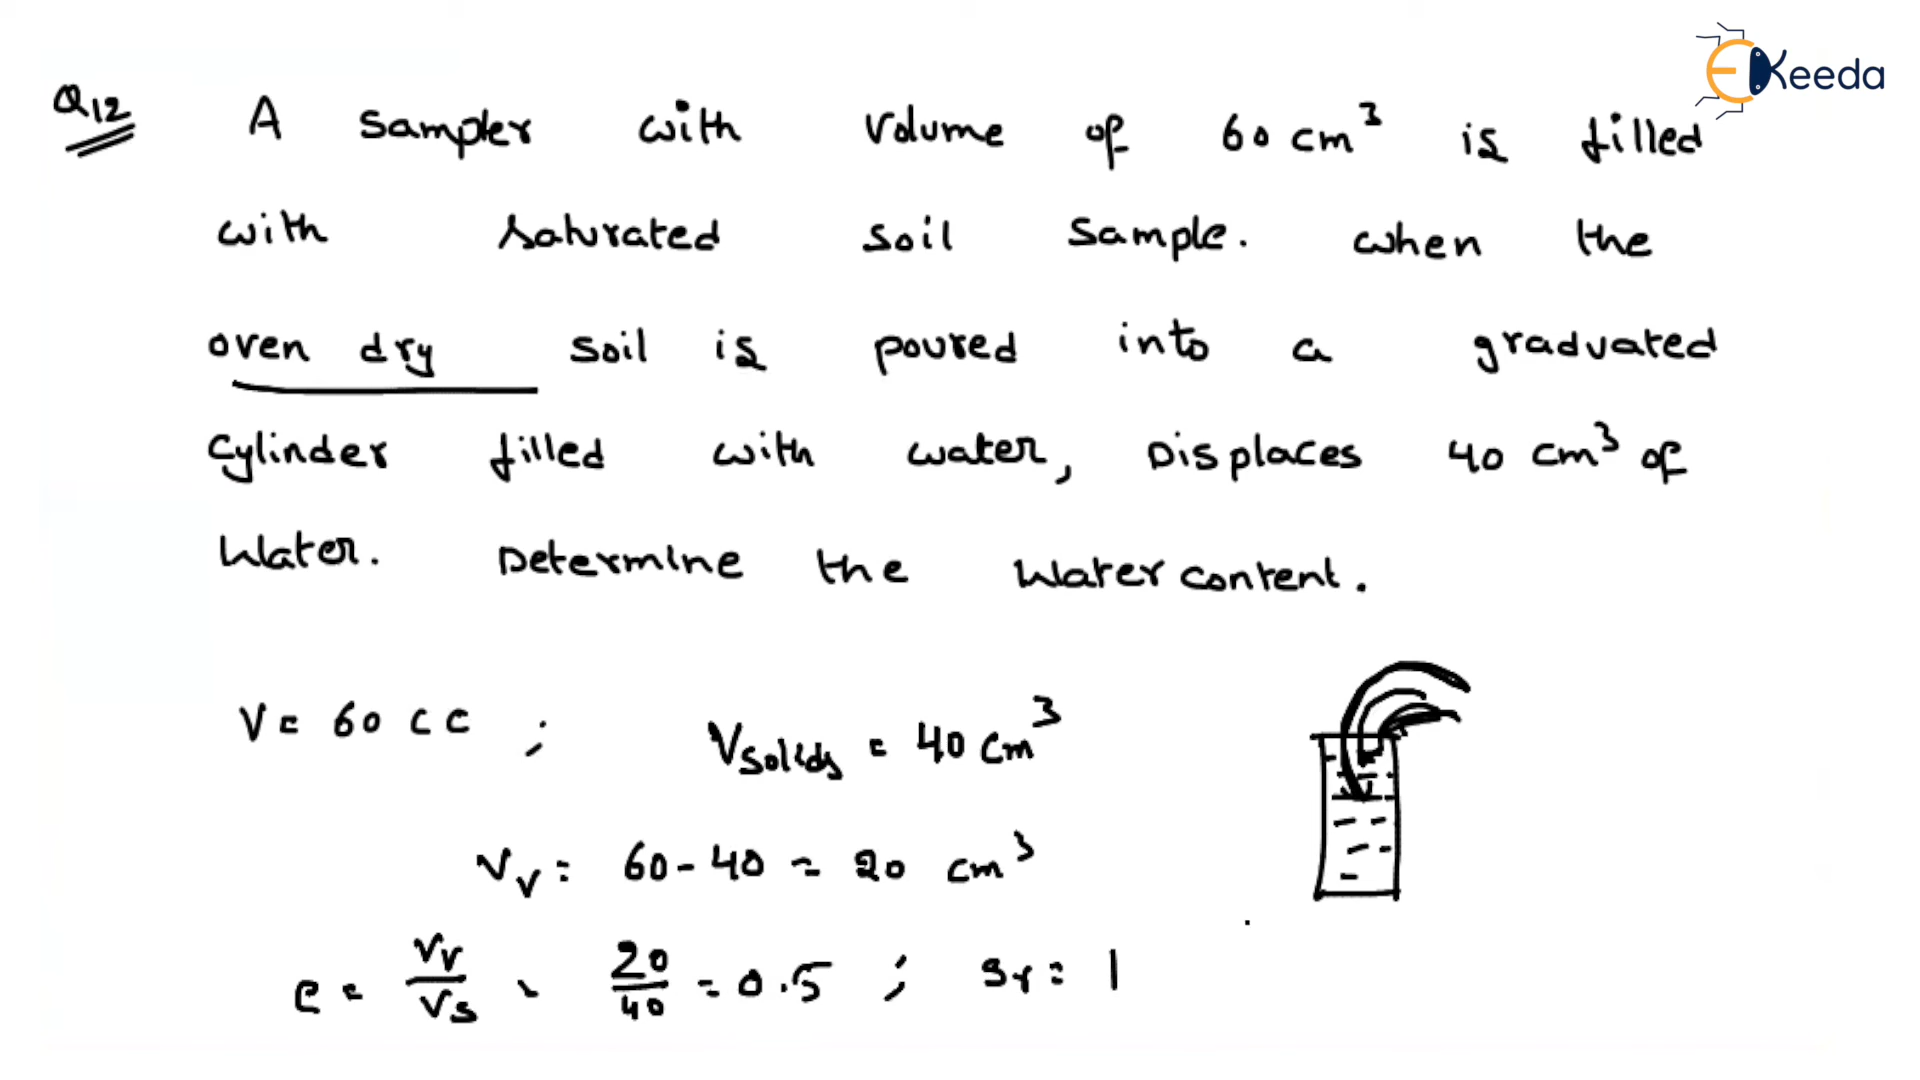 EKeeda
Q12 A sampler with volume of 60 cm³ is filled
with saturated soil sample. when the
oven dry soil is poured into a graduated
cylinder filled with water, Displaces 40 cm³ of
Water. Determine the Water content.
V = 60 cc ; Vsolids = 40 cm³
Vv = 60 - 40 = 20 cm³
e = Vv/Vs = 20/40 = 0.5 ; Sr = 1